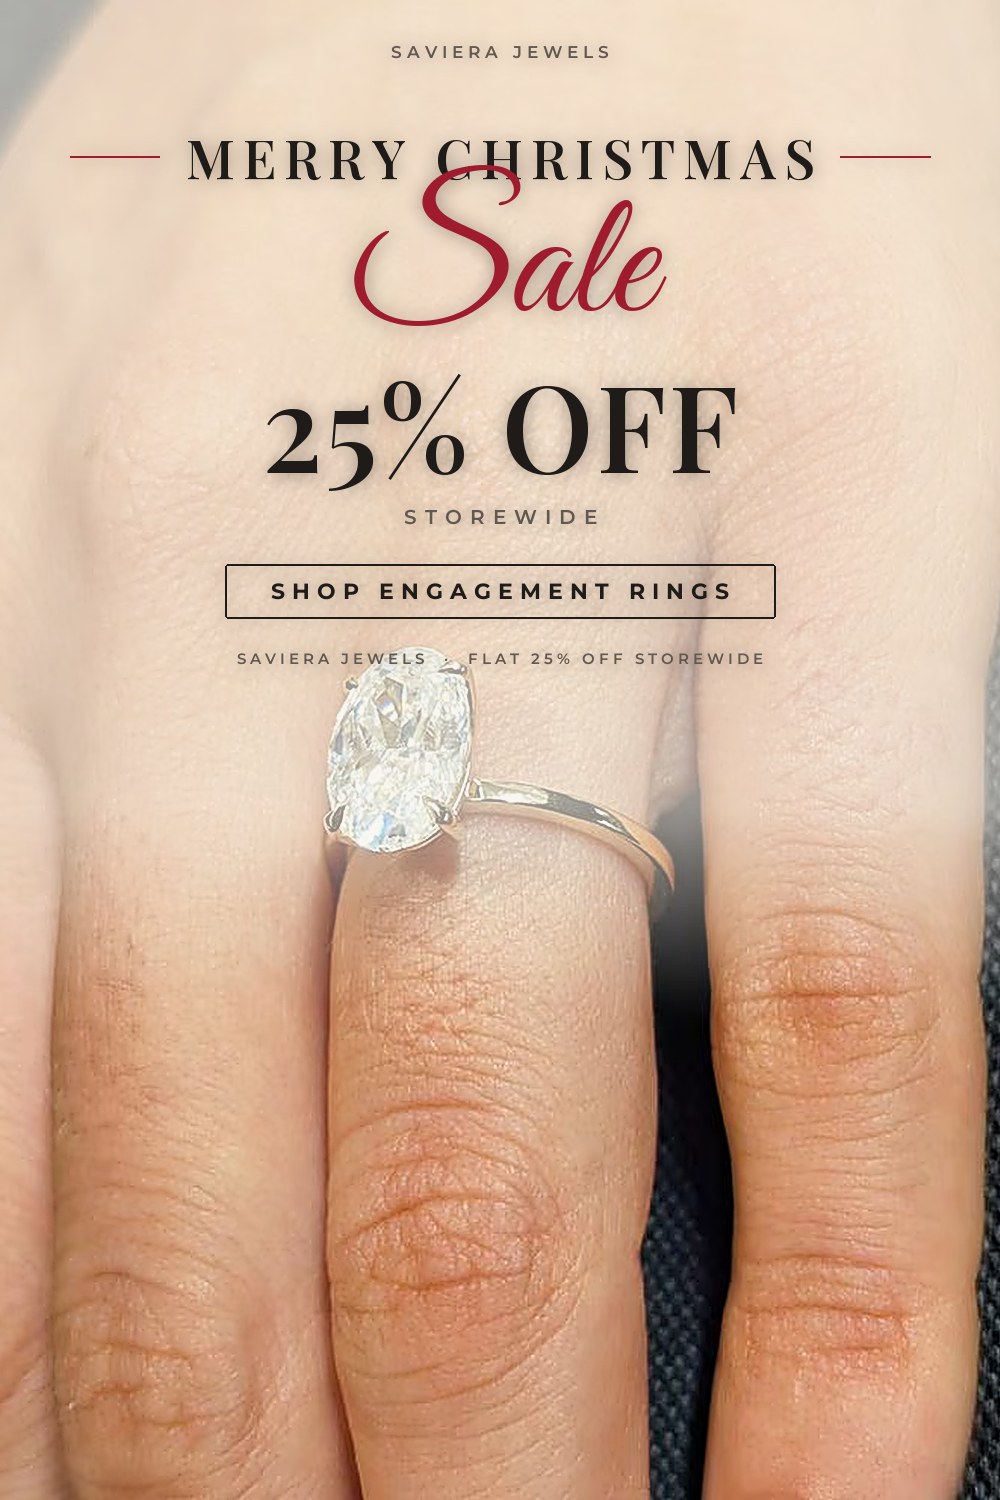 SAVIERA JEWELS
MERRY CHRISTMAS
Sale
25% OFF
STOREWIDE
SHOP ENGAGEMENT RINGS
SAVIERA JEWELS · FLAT 25% OFF STOREWIDE